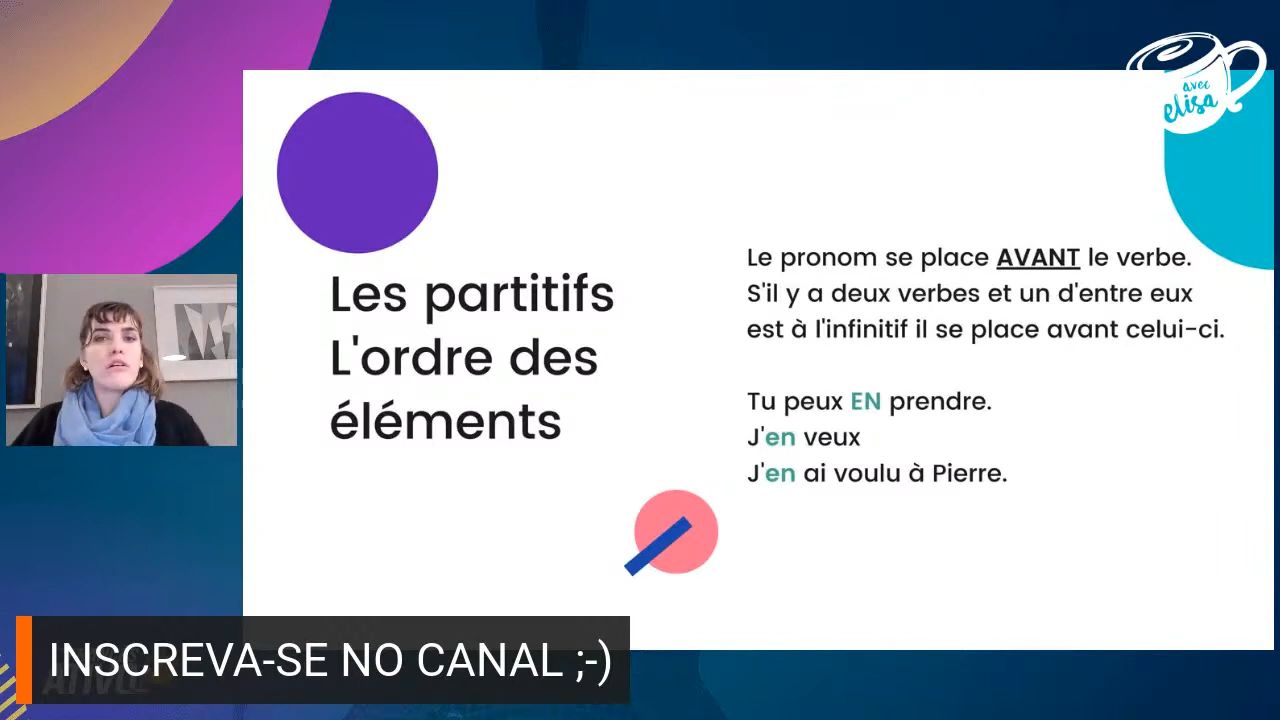 avec
elisa
Les partitifs
L'ordre des
éléments
Le pronom se place AVANT le verbe.
S'il y a deux verbes et un d'entre eux
est à l'infinitif il se place avant celui-ci.
Tu peux EN prendre.
J'en veux
J'en ai voulu à Pierre.
INSCREVA-SE NO CANAL ;-)